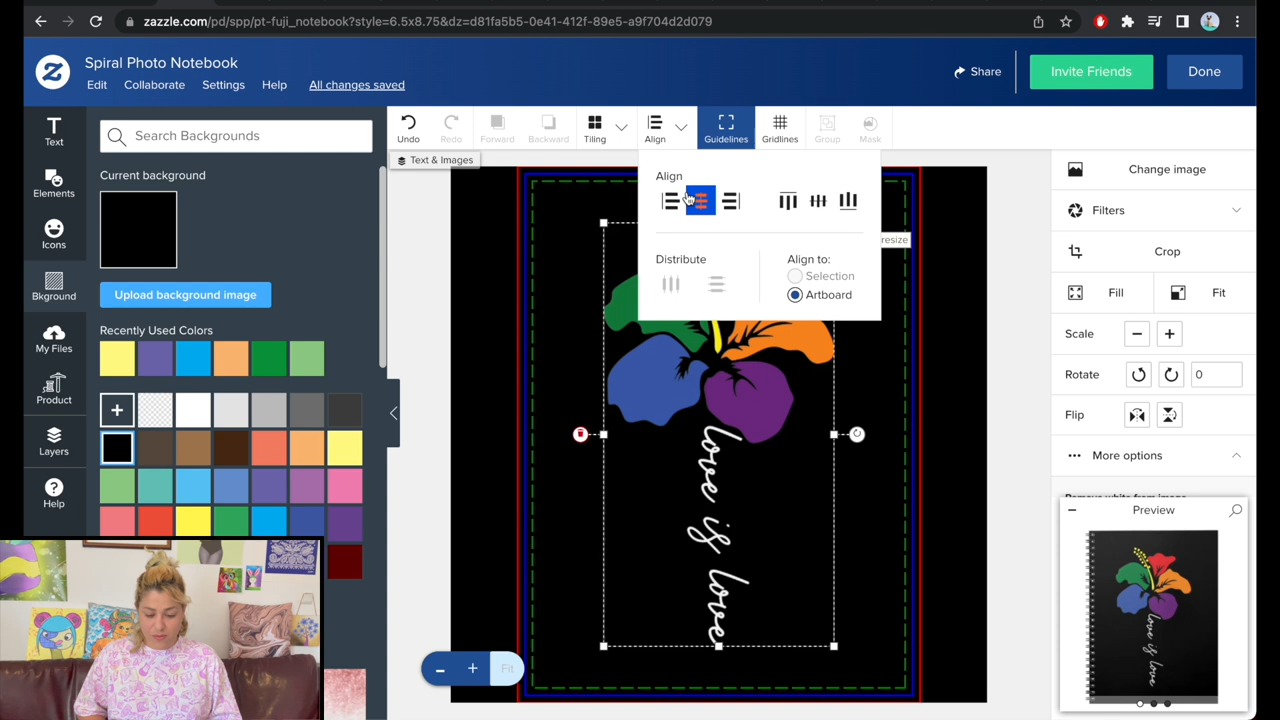 zazzle.com/pd/spp/pt-fuji_notebook?style=6.5x8.75&dz=d81fa5b5-0e41-412f-89e5-a9f704d2d079
Spiral Photo Notebook
Edit Collaborate Settings Help All changes saved
Share
Invite Friends
Done
Text
Elements
Icons
Bkground
My Files
Product
Layers
Help
Search Backgrounds
Current background
Upload background image
Recently Used Colors
Undo Redo Forward Backward Tiling Align Guidelines Gridlines Group Mask
Text & Images
Align
Distribute
Align to:
Selection
Artboard
resize
love is love
Fit
Change image
Filters
Crop
Fill Fit
Scale
Rotate 0
Flip
More options
Remove white from image
Preview
love is love